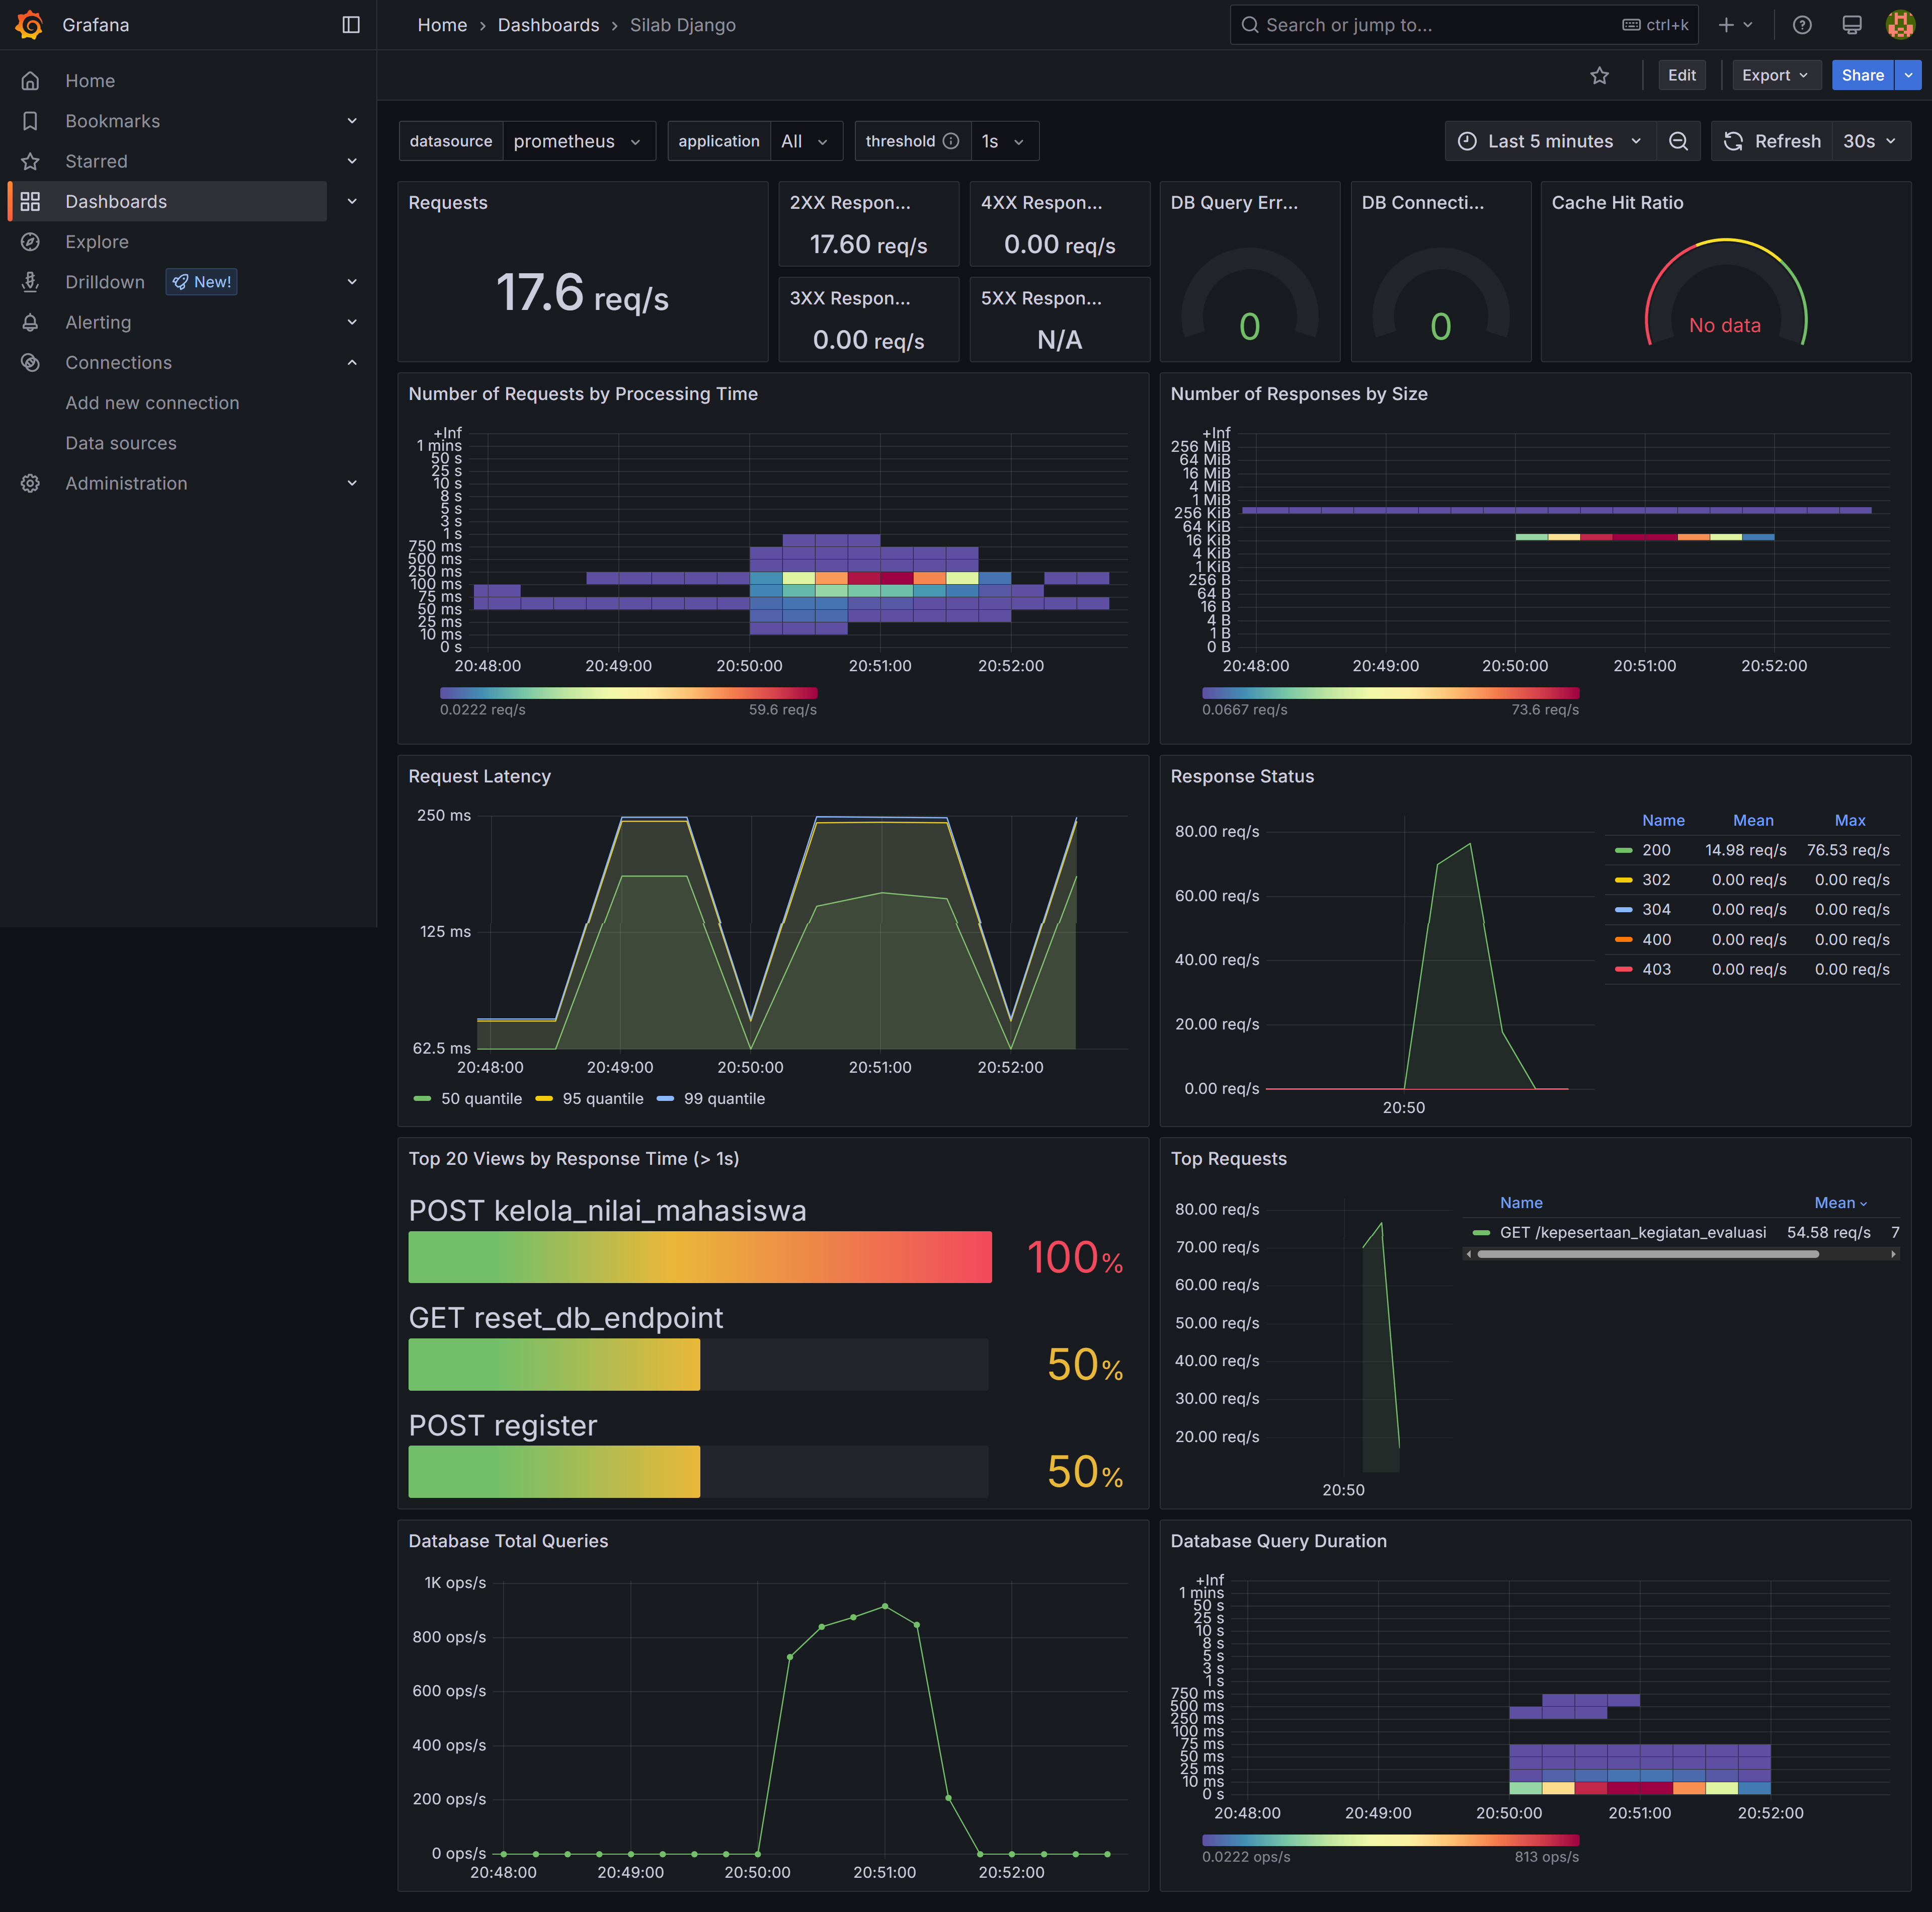 Grafana
Home › Dashboards › Silab Django
Search or jump to...
ctrl+k
Home
Bookmarks
Starred
Dashboards
Explore
Drilldown
New!
Alerting
Connections
Add new connection
Data sources
Administration
Edit
Export
Share
datasource
prometheus
application
All
threshold
1s
Last 5 minutes
Refresh
30s
Requests
17.6 req/s
2XX Respon...
17.60 req/s
4XX Respon...
0.00 req/s
3XX Respon...
0.00 req/s
5XX Respon...
N/A
DB Query Err...
0
DB Connecti...
0
Cache Hit Ratio
No data
Number of Requests by Processing Time
+Inf
1 mins
50 s
25 s
10 s
8 s
5 s
3 s
1 s
750 ms
500 ms
250 ms
100 ms
75 ms
50 ms
25 ms
10 ms
0 s
20:48:00 20:49:00 20:50:00 20:51:00 20:52:00
0.0222 req/s 59.6 req/s
Number of Responses by Size
+Inf
256 MiB
64 MiB
16 MiB
4 MiB
1 MiB
256 KiB
64 KiB
16 KiB
4 KiB
1 KiB
256 B
64 B
16 B
4 B
1 B
0 B
20:48:00 20:49:00 20:50:00 20:51:00 20:52:00
0.0667 req/s 73.6 req/s
Request Latency
250 ms
125 ms
62.5 ms
20:48:00 20:49:00 20:50:00 20:51:00 20:52:00
50 quantile 95 quantile 99 quantile
Response Status
80.00 req/s
60.00 req/s
40.00 req/s
20.00 req/s
0.00 req/s
20:50
Name Mean Max
200 14.98 req/s 76.53 req/s
302 0.00 req/s 0.00 req/s
304 0.00 req/s 0.00 req/s
400 0.00 req/s 0.00 req/s
403 0.00 req/s 0.00 req/s
Top 20 Views by Response Time (> 1s)
POST kelola_nilai_mahasiswa
100%
GET reset_db_endpoint
50%
POST register
50%
Top Requests
80.00 req/s
70.00 req/s
60.00 req/s
50.00 req/s
40.00 req/s
30.00 req/s
20.00 req/s
20:50
Name Mean
GET /kepesertaan_kegiatan_evaluasi 54.58 req/s 7
Database Total Queries
1K ops/s
800 ops/s
600 ops/s
400 ops/s
200 ops/s
0 ops/s
20:48:00 20:49:00 20:50:00 20:51:00 20:52:00
Database Query Duration
+Inf
1 mins
50 s
25 s
10 s
8 s
5 s
3 s
1 s
750 ms
500 ms
250 ms
100 ms
75 ms
50 ms
25 ms
10 ms
0 s
20:48:00 20:49:00 20:50:00 20:51:00 20:52:00
0.0222 ops/s 813 ops/s